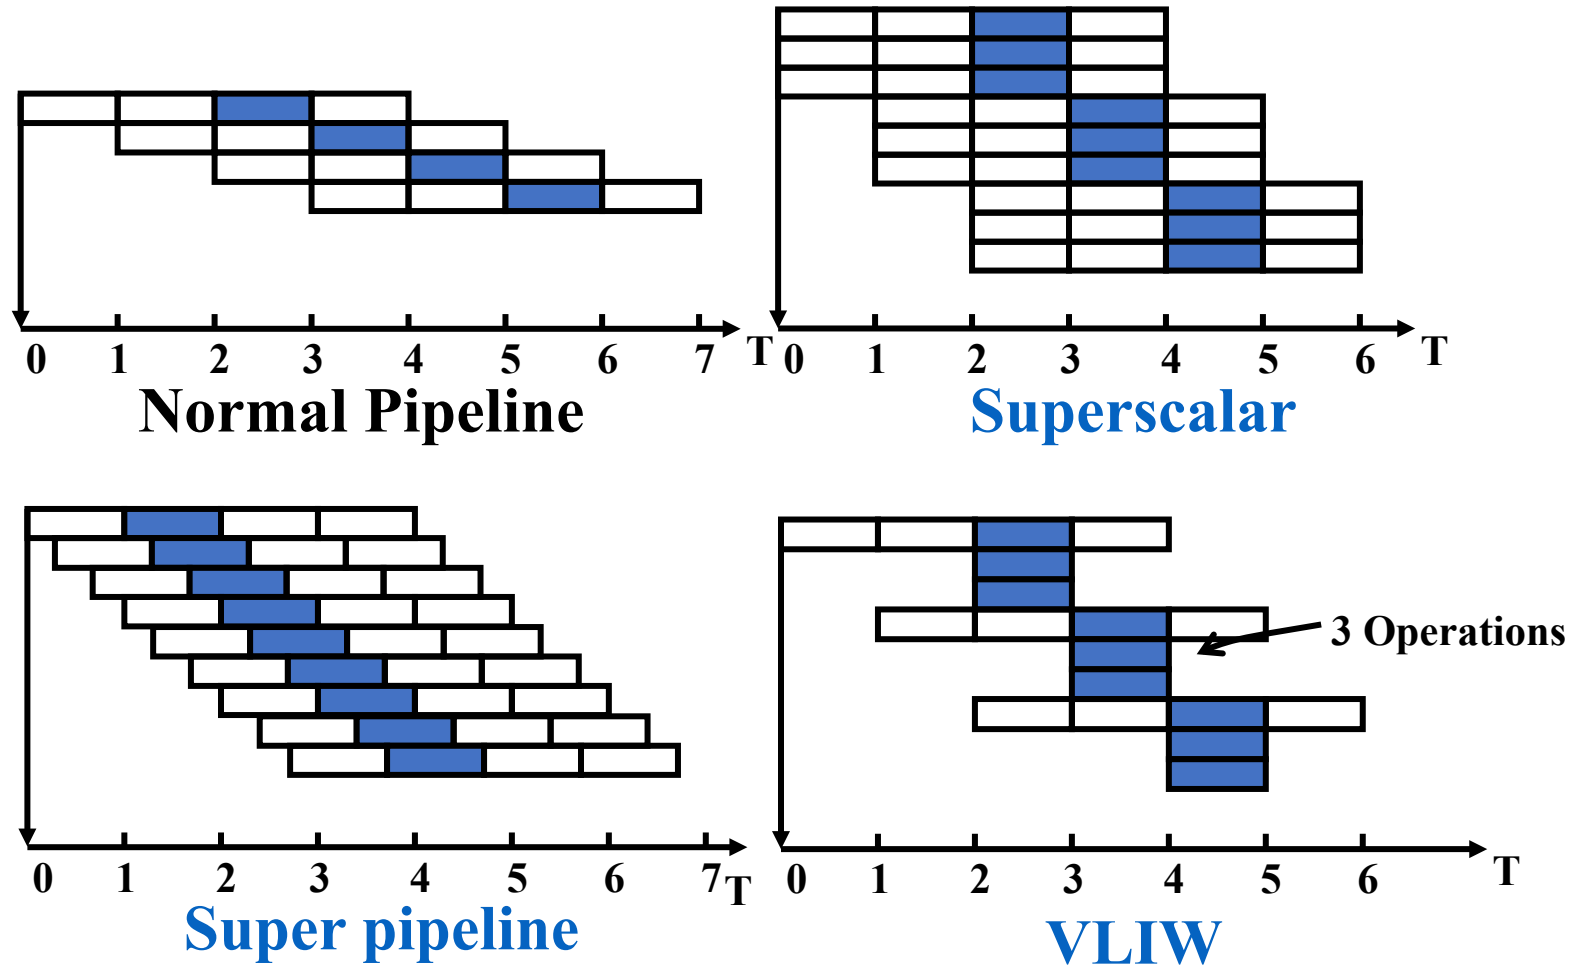 0 1 2 3 4 5 6 7 T
Normal Pipeline
0 1 2 3 4 5 6 T
Superscalar
0 1 2 3 4 5 6 7 T
Super pipeline
3 Operations
0 1 2 3 4 5 6 T
VLIW